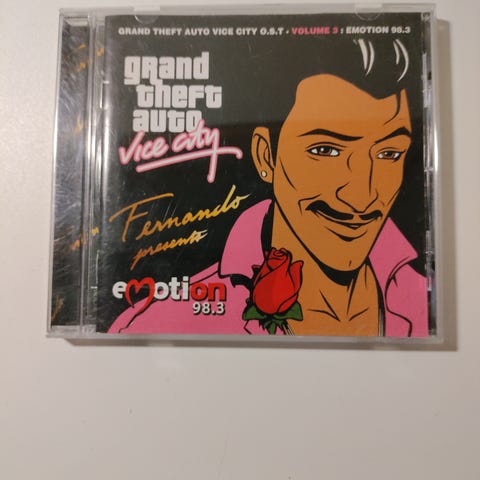 GRAND THEFT AUTO VICE CITY O.S.T - VOLUME 3 : EMOTION 98.3
grand
theft
auto
Vice City
Fernando
presents
emotion
98.3